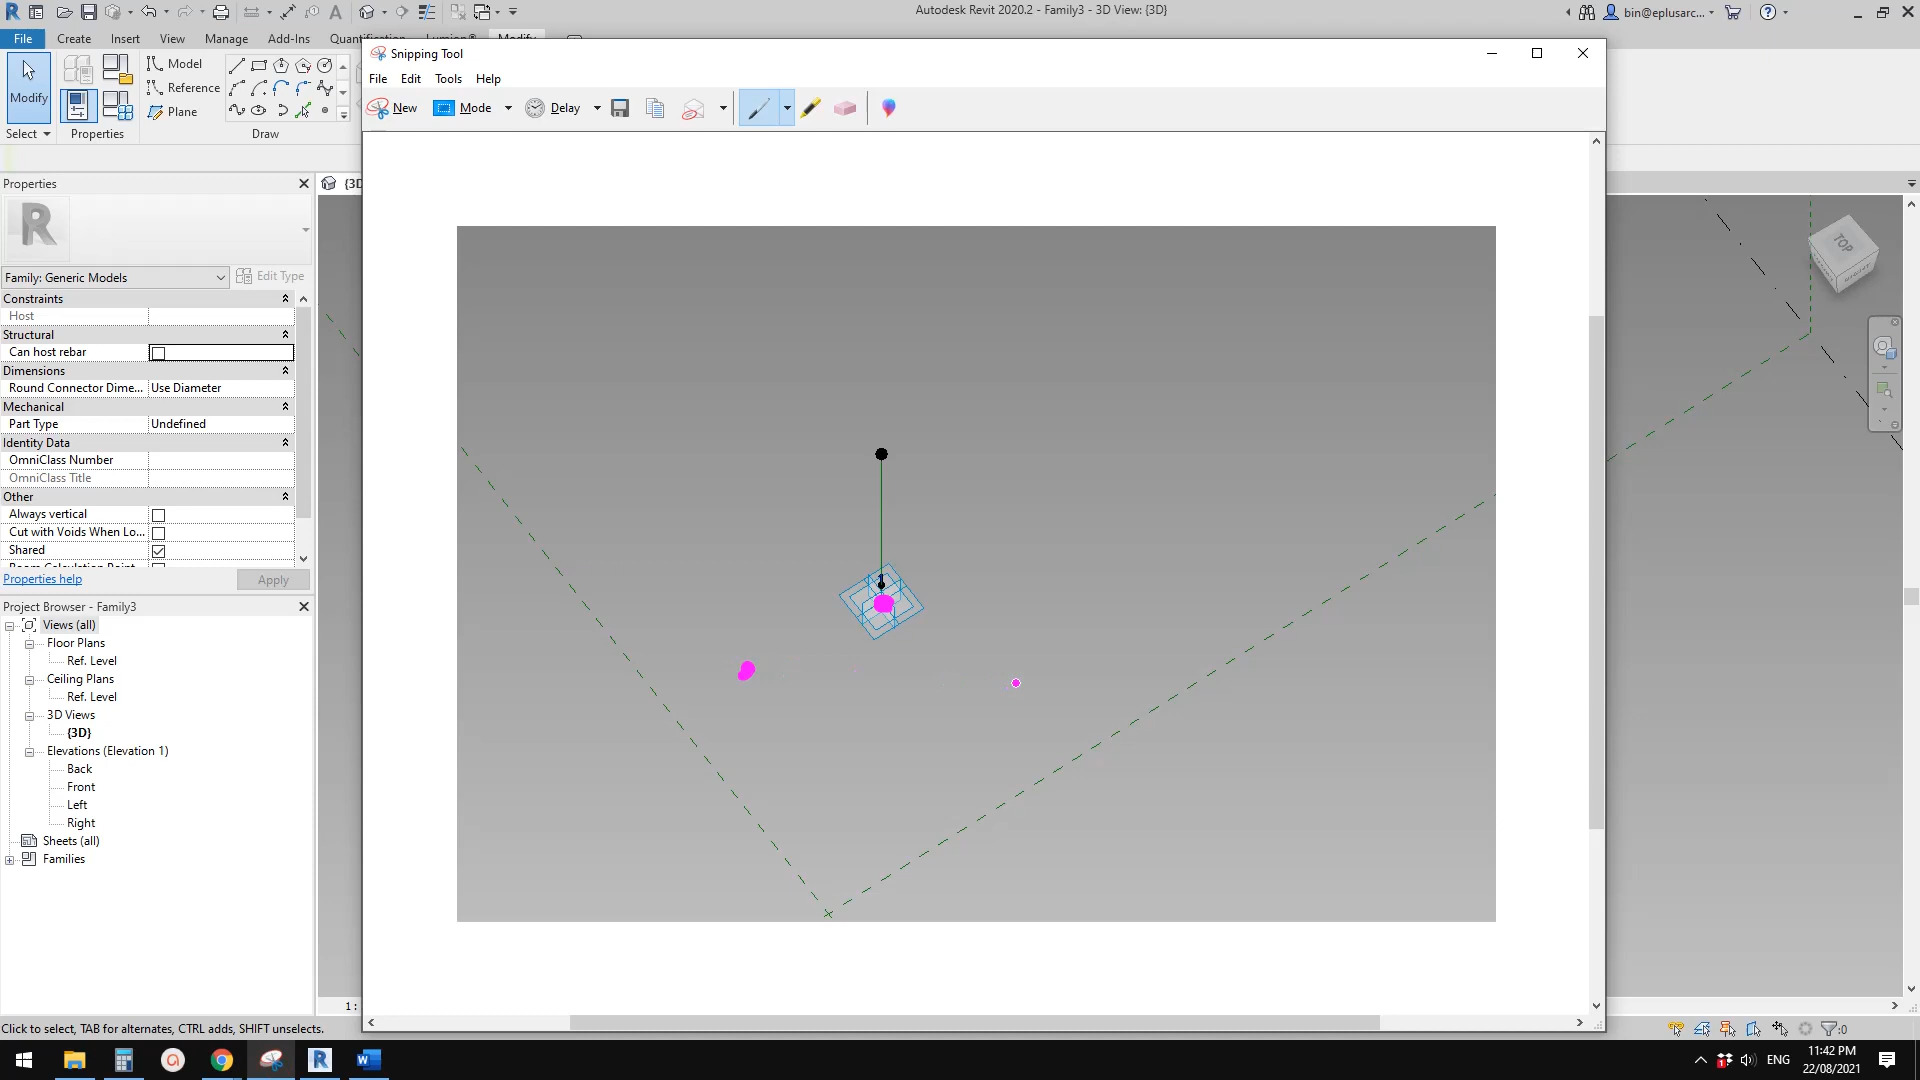 Autodesk Revit 2020.2 - Family3 - 3D View: {3D}
bin@eplusarc...
File
Create
Insert
View
Manage
Add-Ins
Modify
Model
Reference
Plane
Select
Properties
Draw
Snipping Tool
File
Edit
Tools
Help
New
Mode
Delay
Properties
Family: Generic Models
Edit Type
Constraints
Host
Structural
Can host rebar
Dimensions
Round Connector Dime...
Use Diameter
Mechanical
Part Type
Undefined
Identity Data
OmniClass Number
OmniClass Title
Other
Always vertical
Cut with Voids When Lo...
Shared
Properties help
Apply
Project Browser - Family3
Views (all)
Floor Plans
Ref. Level
Ceiling Plans
Ref. Level
3D Views
{3D}
Elevations (Elevation 1)
Back
Front
Left
Right
Sheets (all)
Families
{3D
1
TOP
1 :
Click to select, TAB for alternates, CTRL adds, SHIFT unselects.
:0
ENG
11:42 PM
22/08/2021